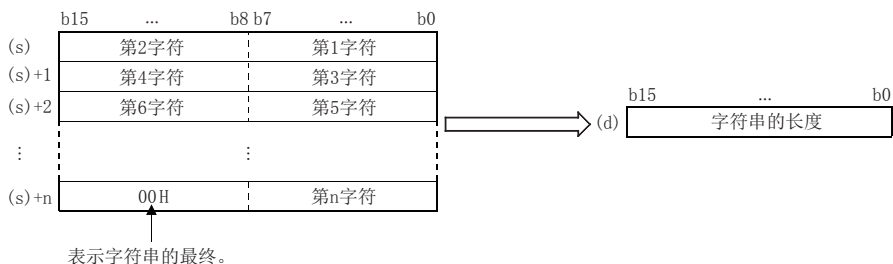 b15 … b8 b7 … b0
(s) 第2字符 第1字符
(s)+1 第4字符 第3字符
(s)+2 第6字符 第5字符
⋮ ⋮
(s)+n 00H 第n字符
表示字符串的最终。
b15 … b0
(d) 字符串的长度